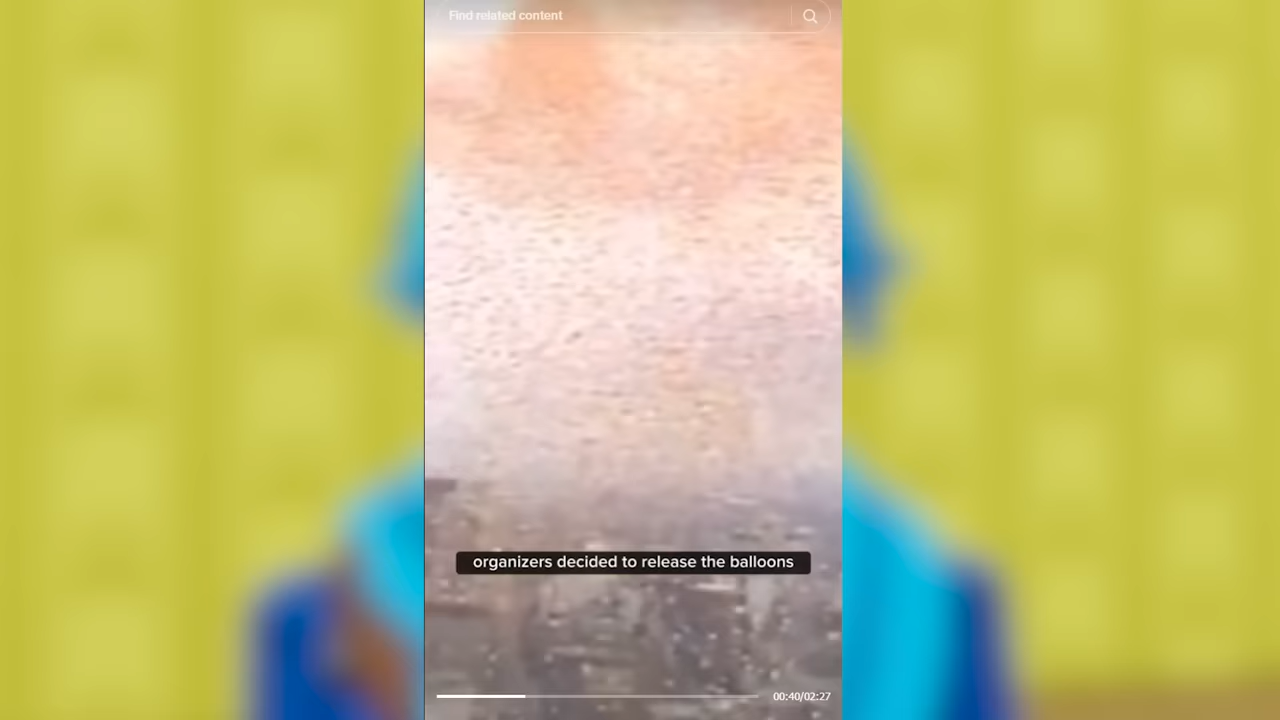 Find related content
organizers decided to release the balloons
00:40/02:27